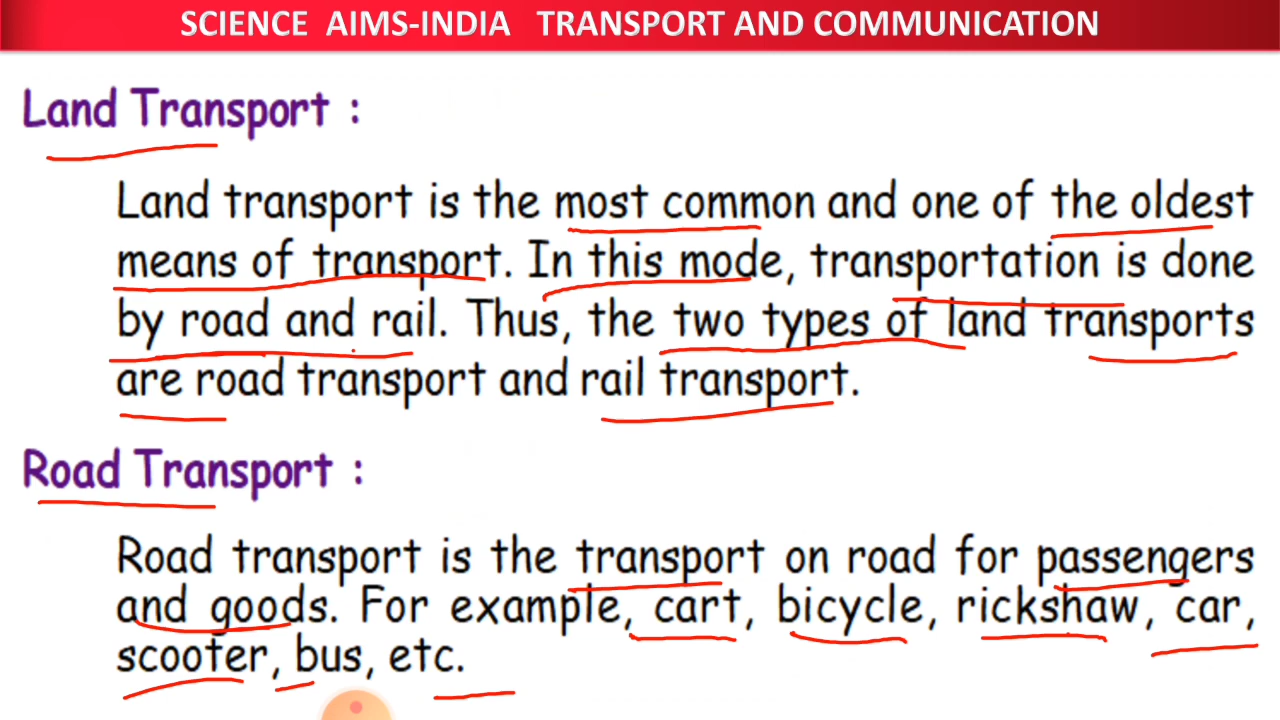 SCIENCE AIMS-INDIA TRANSPORT AND COMMUNICATION
Land Transport :
Land transport is the most common and one of the oldest
means of transport. In this mode, transportation is done
by road and rail. Thus, the two types of land transports
are road transport and rail transport.
Road Transport :
Road transport is the transport on road for passengers
and goods. For example, cart, bicycle, rickshaw, car,
scooter, bus, etc.